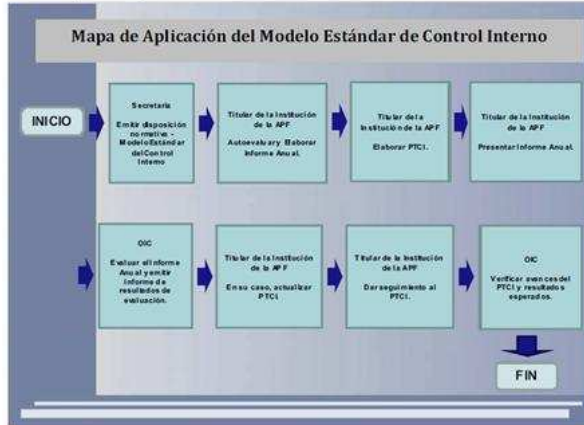 Mapa de Aplicación del Modelo Estándar de Control Interno
INICIO
Secretaría
Emitir disposición
normativa -
Modelo Estándar
del Control
Interno
Titular de la Institución
de la APF
Autoevaluar y Elaborar
Informe Anual.
Titular de la
Institución de la APF
Elaborar PTCI.
Titular de la Institución
de la APF
Presentar Informe Anual.
OIC
Evaluar el Informe
Anual y emitir
informe de
resultados de
evaluación.
Titular de la Institución
de la APF
En su caso, actualizar
PTCI.
Titular de la Institución
de la APF
Dar seguimiento al
PTCI.
OIC
Verificar avances del
PTCI y resultados
esperados.
FIN